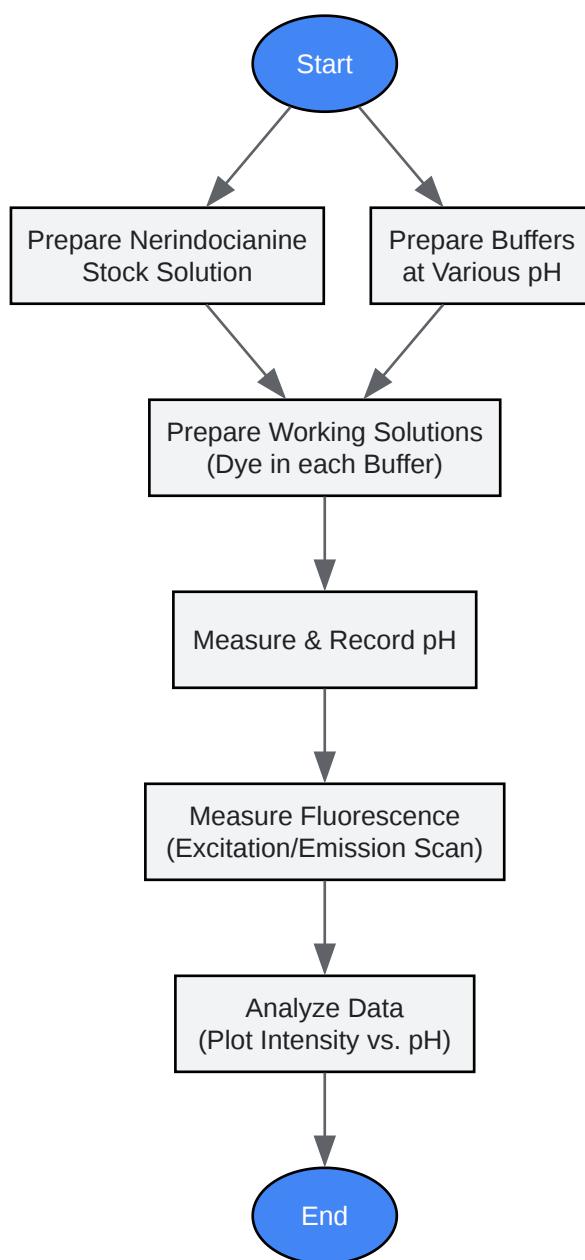 Start
Prepare Nerindocianine
Stock Solution
Prepare Buffers
at Various pH
Prepare Working Solutions
(Dye in each Buffer)
Measure & Record pH
Measure Fluorescence
(Excitation/Emission Scan)
Analyze Data
(Plot Intensity vs. pH)
End